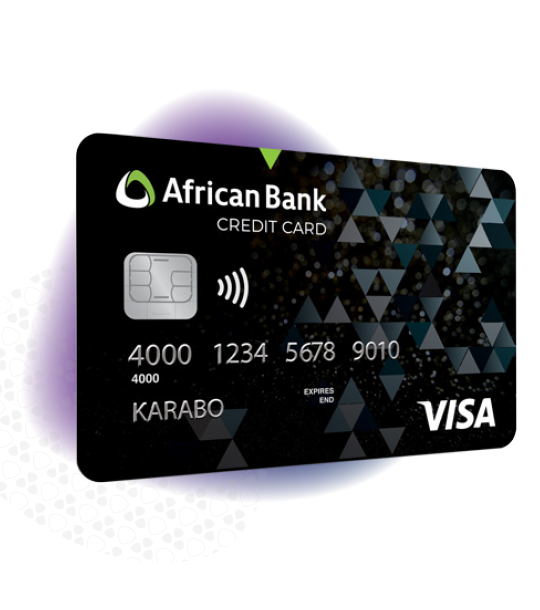 African Bank
CREDIT CARD
4000 1234 5678 9010
4000
EXPIRES
END
KARABO
VISA